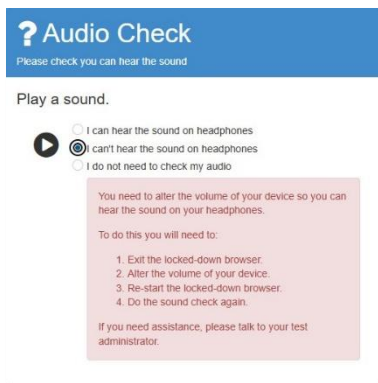 ? Audio Check
Please check you can hear the sound
Play a sound.
I can hear the sound on headphones
I can't hear the sound on headphones
I do not need to check my audio
You need to alter the volume of your device so you can
hear the sound on your headphones.
To do this you will need to:
1. Exit the locked-down browser.
2. Alter the volume of your device.
3. Re-start the locked-down browser.
4. Do the sound check again.
If you need assistance, please talk to your test
administrator.